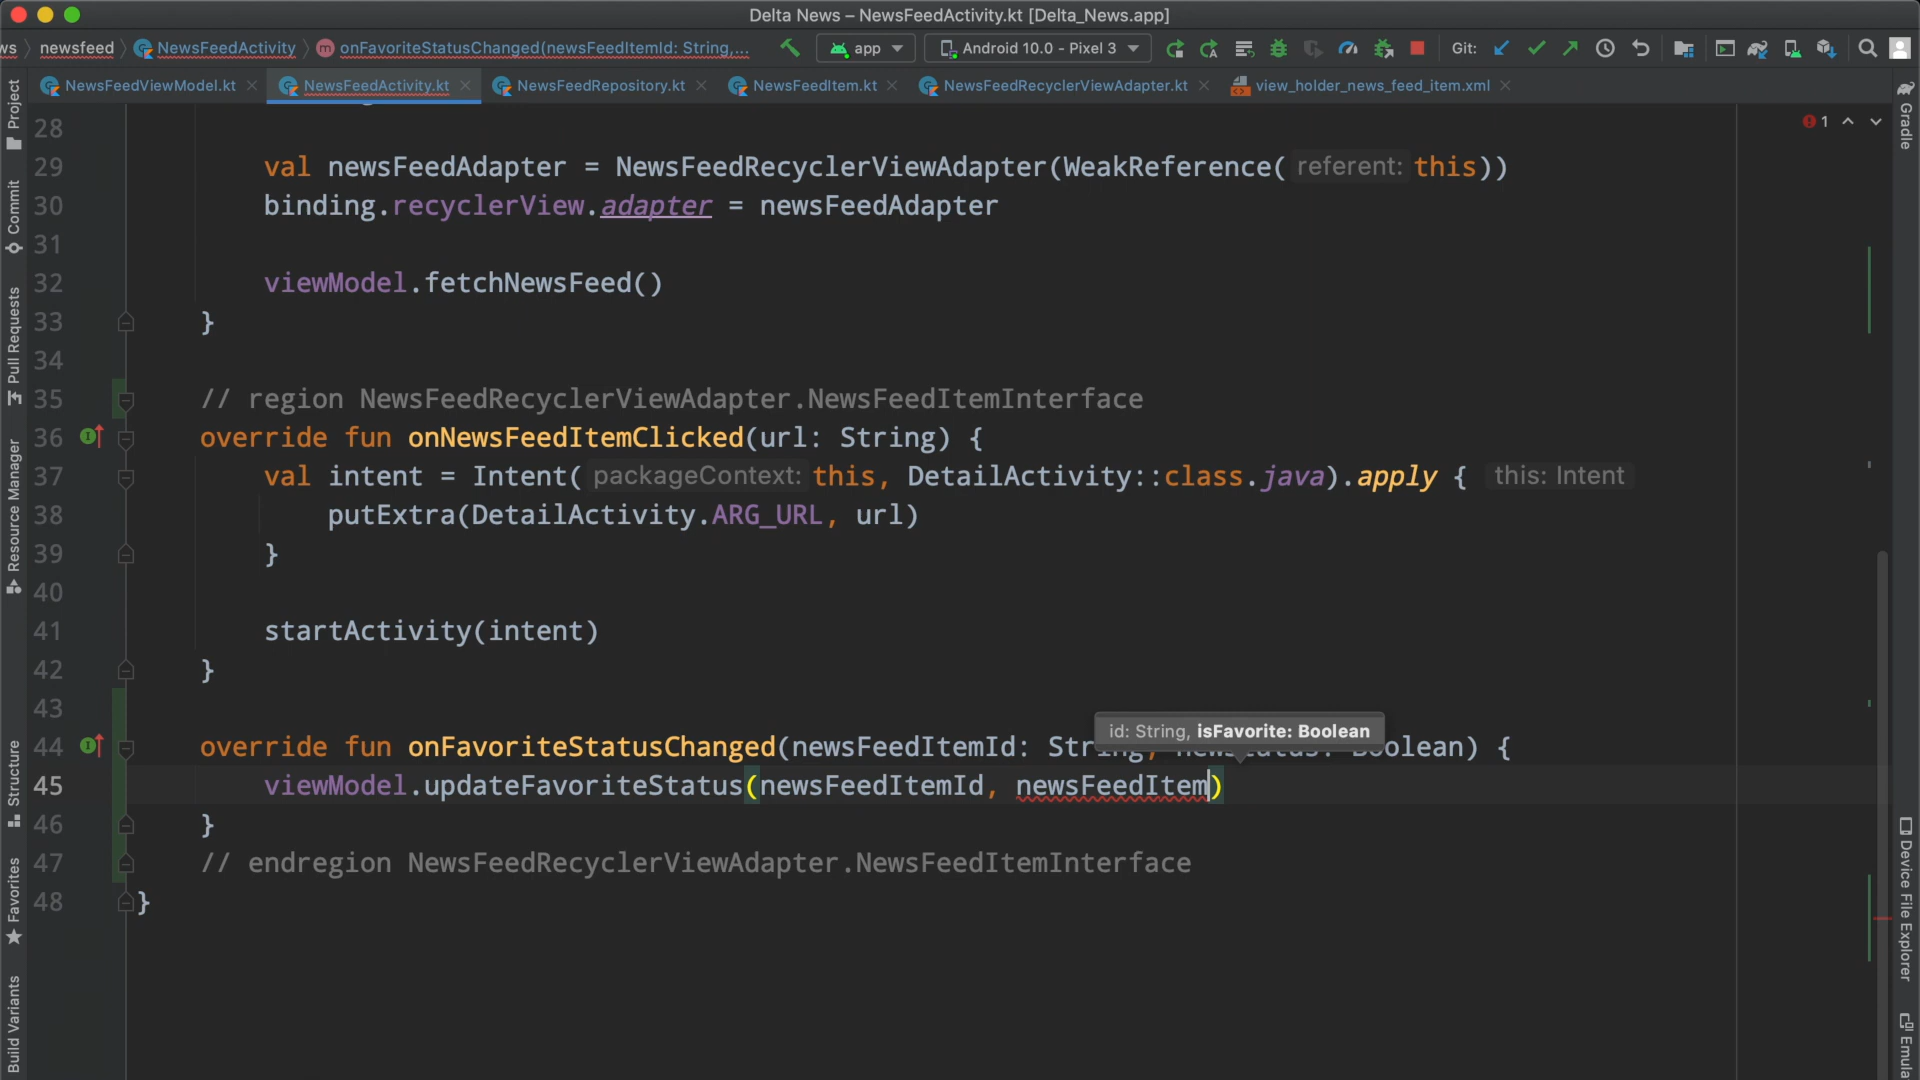 Delta News – NewsFeedActivity.kt [Delta_News.app]
ws newsfeed NewsFeedActivity onFavoriteStatusChanged(newsFeedItemId: String,... app Android 10.0 - Pixel 3 Git:
NewsFeedViewModel.kt NewsFeedActivity.kt NewsFeedRepository.kt NewsFeedItem.kt NewsFeedRecyclerViewAdapter.kt view_holder_news_feed_item.xml
Project
Commit
Pull Requests
Resource Manager
Structure
Favorites
Build Variants
1
28
29 val newsFeedAdapter = NewsFeedRecyclerViewAdapter(WeakReference( referent: this))
30 binding.recyclerView.adapter = newsFeedAdapter
31
32 viewModel.fetchNewsFeed()
33 }
34
35 // region NewsFeedRecyclerViewAdapter.NewsFeedItemInterface
36 override fun onNewsFeedItemClicked(url: String) {
37 val intent = Intent( packageContext: this, DetailActivity::class.java).apply { this: Intent
38 putExtra(DetailActivity.ARG_URL, url)
39 }
40
41 startActivity(intent)
42 }
43
id: String, isFavorite: Boolean
44 override fun onFavoriteStatusChanged(newsFeedItemId: String, newStatus: Boolean) {
45 viewModel.updateFavoriteStatus(newsFeedItemId, newsFeedItem)
46 }
47 // endregion NewsFeedRecyclerViewAdapter.NewsFeedItemInterface
48 }
Gradle
Device File Explorer
Emula